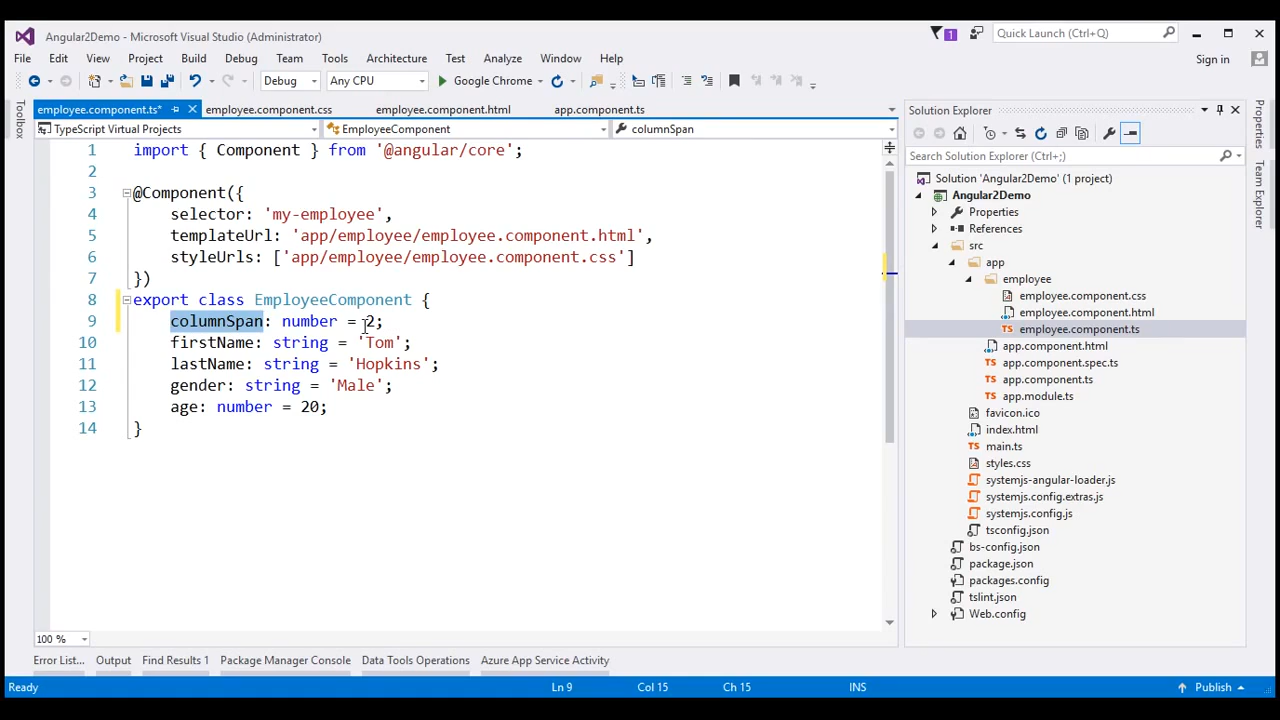 Angular2Demo - Microsoft Visual Studio (Administrator)
1
Quick Launch (Ctrl+Q)
File Edit View Project Build Debug Team Tools Architecture Test Analyze Window Help
Sign in
Debug Any CPU Google Chrome
employee.component.ts* employee.component.css employee.component.html app.component.ts
TypeScript Virtual Projects EmployeeComponent columnSpan
Toolbox
1 import { Component } from '@angular/core';
2
3 @Component({
4 selector: 'my-employee',
5 templateUrl: 'app/employee/employee.component.html',
6 styleUrls: ['app/employee/employee.component.css']
7 })
8 export class EmployeeComponent {
9 columnSpan: number = 2;
10 firstName: string = 'Tom';
11 lastName: string = 'Hopkins';
12 gender: string = 'Male';
13 age: number = 20;
14 }
100 %
Solution Explorer
Search Solution Explorer (Ctrl+;)
Solution 'Angular2Demo' (1 project)
Angular2Demo
Properties
References
src
app
employee
employee.component.css
employee.component.html
employee.component.ts
app.component.html
app.component.spec.ts
app.component.ts
app.module.ts
favicon.ico
index.html
main.ts
styles.css
systemjs-angular-loader.js
systemjs.config.extras.js
systemjs.config.js
tsconfig.json
bs-config.json
package.json
packages.config
tslint.json
Web.config
Properties
Team Explorer
Error List... Output Find Results 1 Package Manager Console Data Tools Operations Azure App Service Activity
Ready Ln 9 Col 15 Ch 15 INS Publish